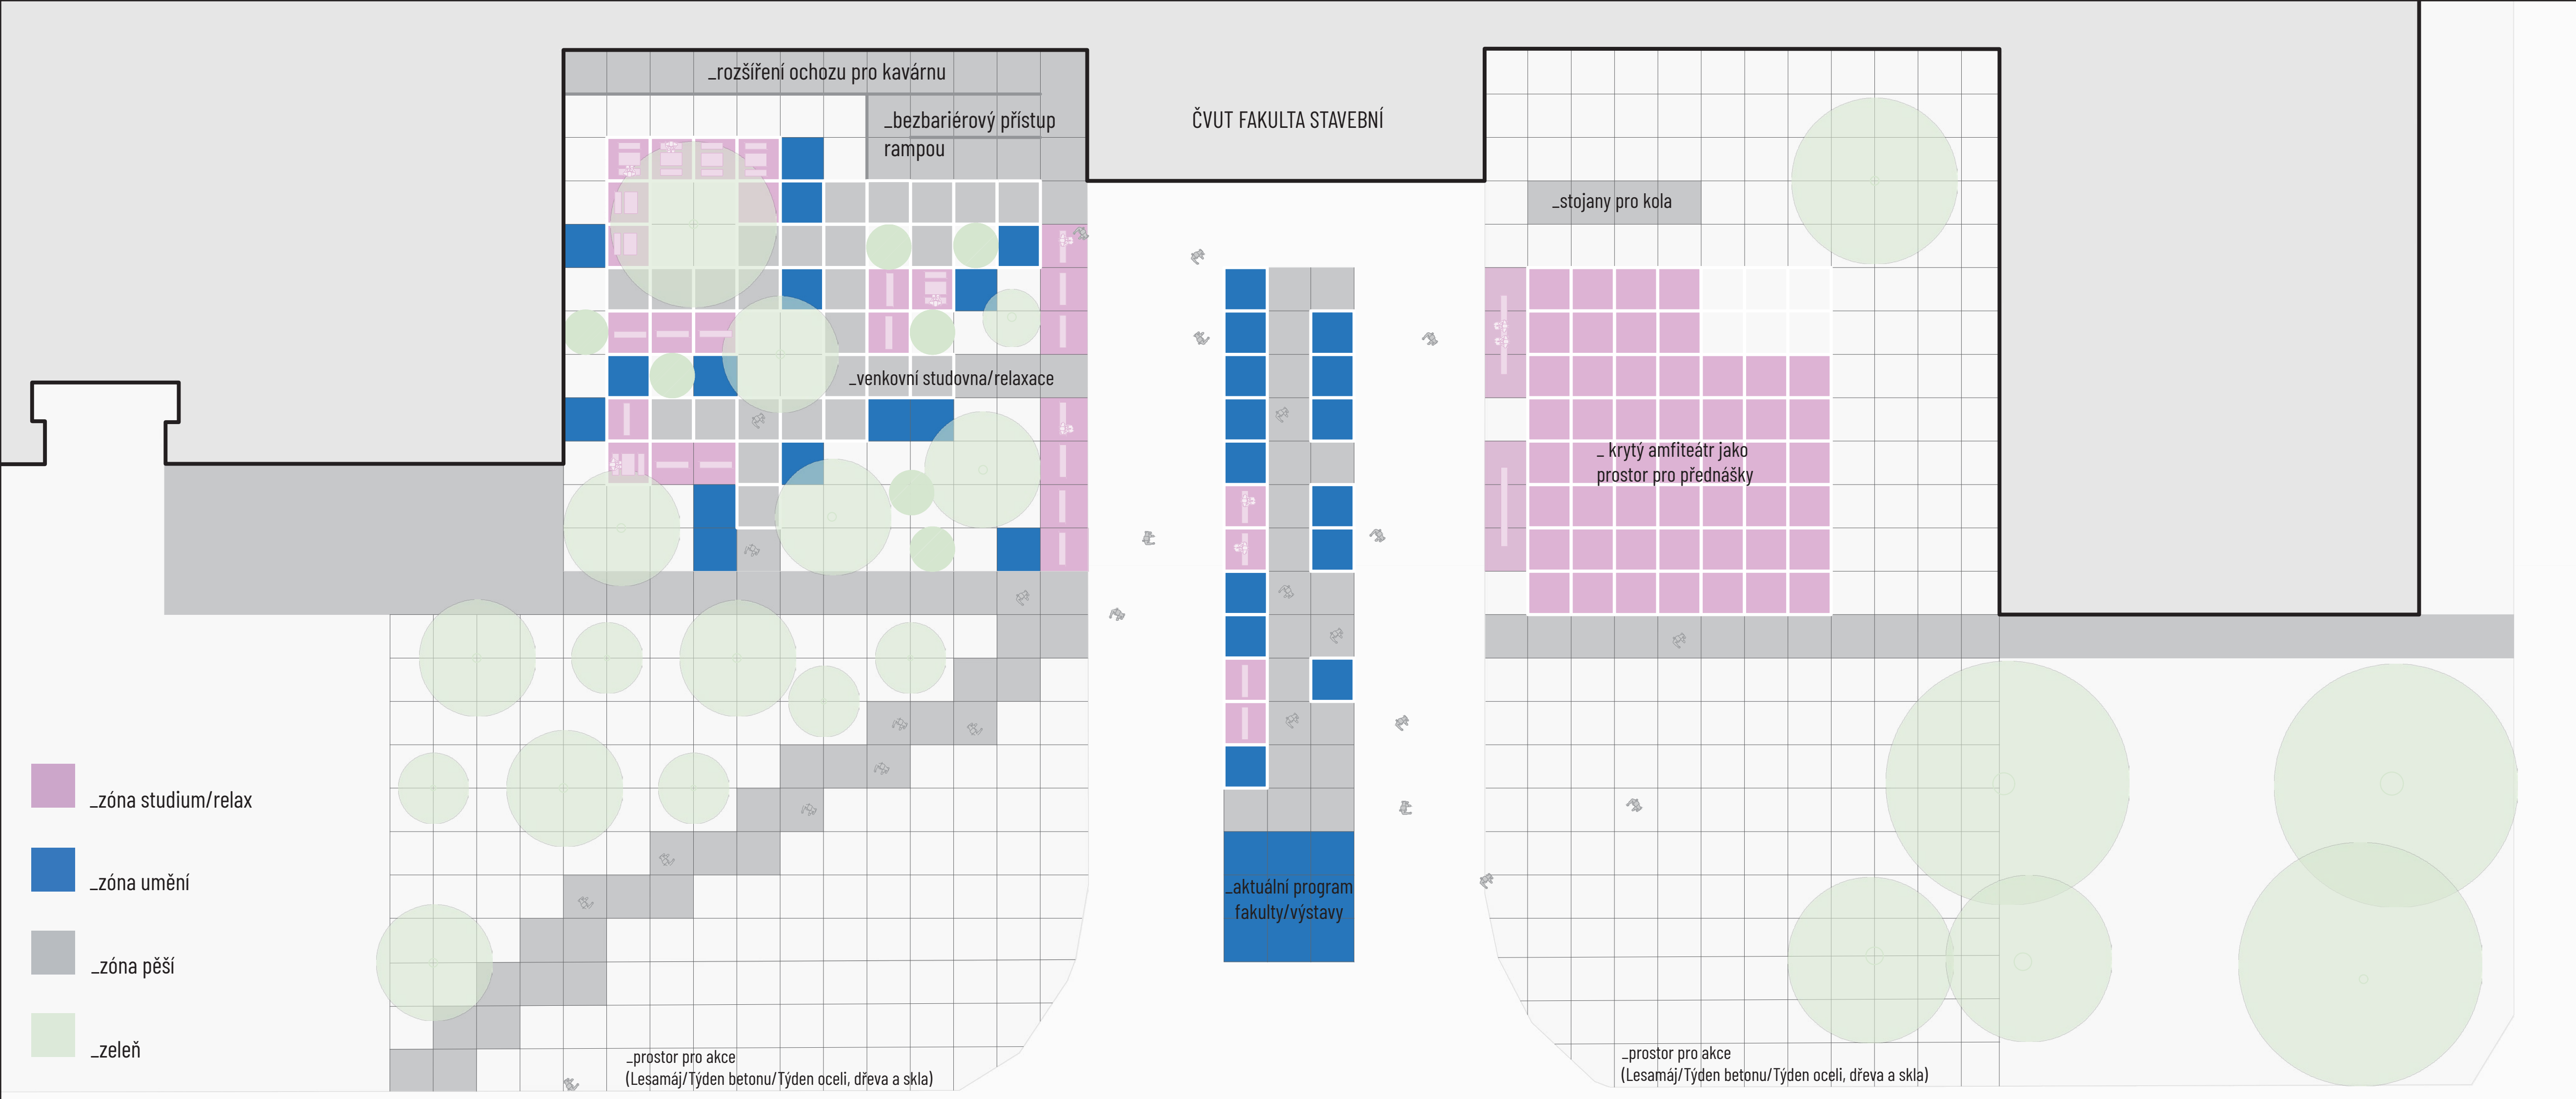 _rozšíření ochozu pro kavárnu
_bezbariérový přístup
rampou
ČVUT FAKULTA STAVEBNÍ
_stojany pro kola
_venkovní studovna/relaxace
_ krytý amfiteátr jako
prostor pro přednášky
_zóna studium/relax
_zóna umění
_zóna pěší
_zeleň
_aktuální program
fakulty/výstavy
_prostor pro akce
(Lesamáj/Týden betonu/Týden oceli, dřeva a skla)
_prostor pro akce
(Lesamáj/Týden betonu/Týden oceli, dřeva a skla)